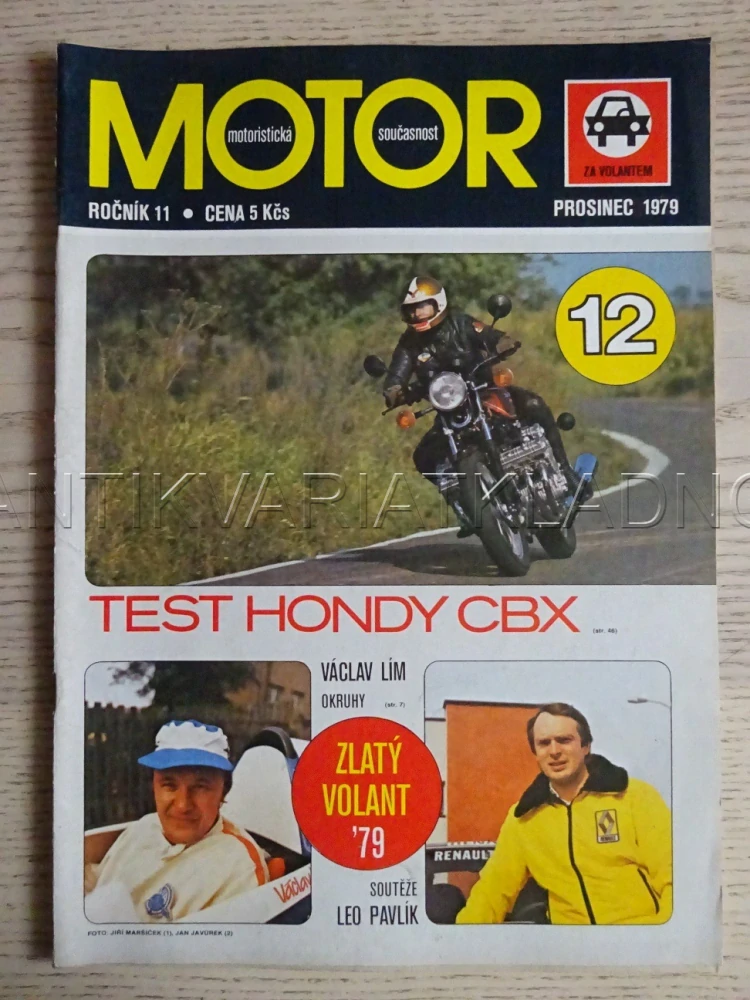 MOTOR
motoristická
současnost
ZA VOLANTEM
ROČNÍK 11 • CENA 5 Kčs
PROSINEC 1979
12
ANTIKVARIATKLADNO
TEST HONDY CBX (str. 46)
VÁCLAV LÍM
OKRUHY (str. 7)
ZLATÝ
VOLANT
'79
Václav
RENAULT
RENAULT
SOUTĚŽE
LEO PAVLÍK
FOTO: JIŘÍ MARŠÍČEK (1), JAN JAVŮREK (2)